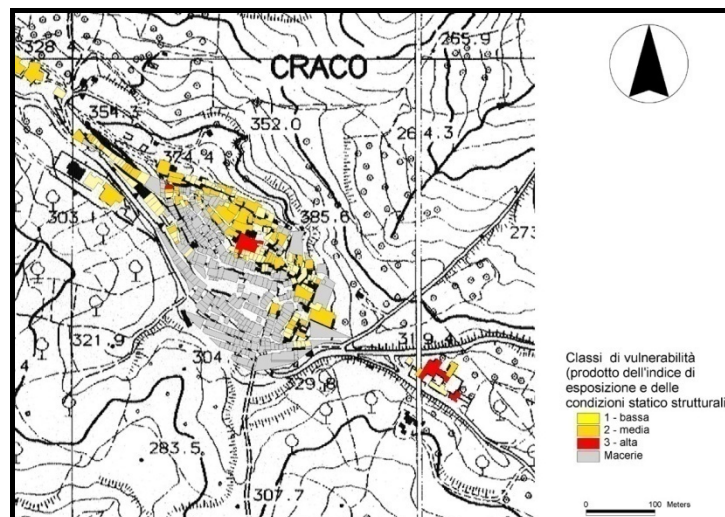 328.4
265.9
CRACO
354.3
352.0
264.3
374.4
303.1
385.6
273
321.9
304
319.
4
329.8
283.5
307.7
Classi di vulnerabilità
(prodotto dell'indice di
esposizione e delle
condizioni statico strutturali
1 - bassa
2 - media
3 - alta
Macerie
0 100 Meters